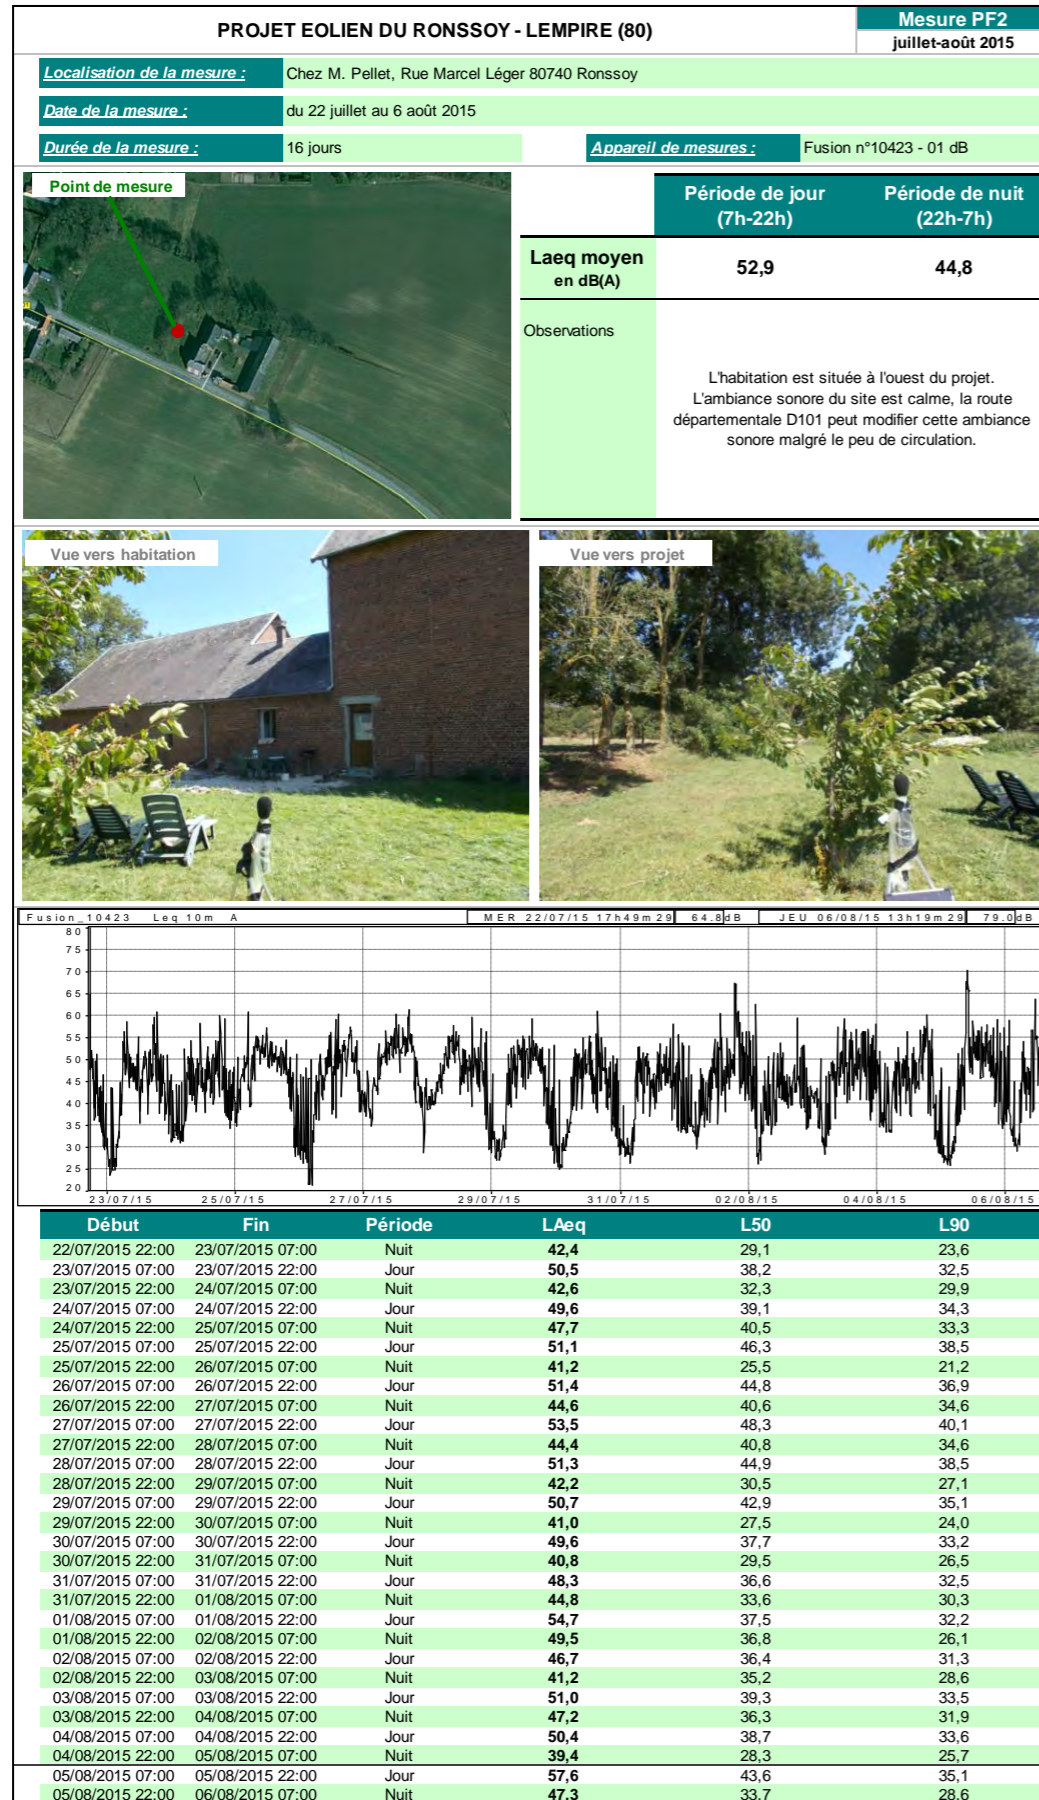 PROJET EOLIEN DU RONSSOY - LEMPIRE (80)
Mesure PF2
juillet-août 2015
Localisation de la mesure : Chez M. Pellet, Rue Marcel Léger 80740 Ronssoy
Date de la mesure : du 22 juillet au 6 août 2015
Durée de la mesure : 16 jours Appareil de mesures : Fusion n°10423 - 01 dB
Point de mesure
Période de jour (7h-22h) Période de nuit (22h-7h)
Laeq moyen en dB(A) 52,9 44,8
Observations
L'habitation est située à l'ouest du projet.
L'ambiance sonore du site est calme, la route
départementale D101 peut modifier cette ambiance
sonore malgré le peu de circulation.
Vue vers habitation
Vue vers projet
Fusion_10423 Leq 10m A MER 22/07/15 17h49m29 64.8dB JEU 06/08/15 13h19m29 79.0dB
80
75
70
65
60
55
50
45
40
35
30
25
20
23/07/15 25/07/15 27/07/15 29/07/15 31/07/15 02/08/15 04/08/15 06/08/15
Début Fin Période LAeq L50 L90
22/07/2015 22:00 23/07/2015 07:00 Nuit 42,4 29,1 23,6
23/07/2015 07:00 23/07/2015 22:00 Jour 50,5 38,2 32,5
23/07/2015 22:00 24/07/2015 07:00 Nuit 42,6 32,3 29,9
24/07/2015 07:00 24/07/2015 22:00 Jour 49,6 39,1 34,3
24/07/2015 22:00 25/07/2015 07:00 Nuit 47,7 40,5 33,3
25/07/2015 07:00 25/07/2015 22:00 Jour 51,1 46,3 38,5
25/07/2015 22:00 26/07/2015 07:00 Nuit 41,2 25,5 21,2
26/07/2015 07:00 26/07/2015 22:00 Jour 51,4 44,8 36,9
26/07/2015 22:00 27/07/2015 07:00 Nuit 44,6 40,6 34,6
27/07/2015 07:00 27/07/2015 22:00 Jour 53,5 48,3 40,1
27/07/2015 22:00 28/07/2015 07:00 Nuit 44,4 40,8 34,6
28/07/2015 07:00 28/07/2015 22:00 Jour 51,3 44,9 38,5
28/07/2015 22:00 29/07/2015 07:00 Nuit 42,2 30,5 27,1
29/07/2015 07:00 29/07/2015 22:00 Jour 50,7 42,9 35,1
29/07/2015 22:00 30/07/2015 07:00 Nuit 41,0 27,5 24,0
30/07/2015 07:00 30/07/2015 22:00 Jour 49,6 37,7 33,2
30/07/2015 22:00 31/07/2015 07:00 Nuit 40,8 29,5 26,5
31/07/2015 07:00 31/07/2015 22:00 Jour 48,3 36,6 32,5
31/07/2015 22:00 01/08/2015 07:00 Nuit 44,8 33,6 30,3
01/08/2015 07:00 01/08/2015 22:00 Jour 54,7 37,5 32,2
01/08/2015 22:00 02/08/2015 07:00 Nuit 49,5 36,8 26,1
02/08/2015 07:00 02/08/2015 22:00 Jour 46,7 36,4 31,3
02/08/2015 22:00 03/08/2015 07:00 Nuit 41,2 35,2 28,6
03/08/2015 07:00 03/08/2015 22:00 Jour 51,0 39,3 33,5
03/08/2015 22:00 04/08/2015 07:00 Nuit 47,2 36,3 31,9
04/08/2015 07:00 04/08/2015 22:00 Jour 50,4 38,7 33,6
04/08/2015 22:00 05/08/2015 07:00 Nuit 39,4 28,3 25,7
05/08/2015 07:00 05/08/2015 22:00 Jour 57,6 43,6 35,1
05/08/2015 22:00 06/08/2015 07:00 Nuit 47,3 33,7 28,6